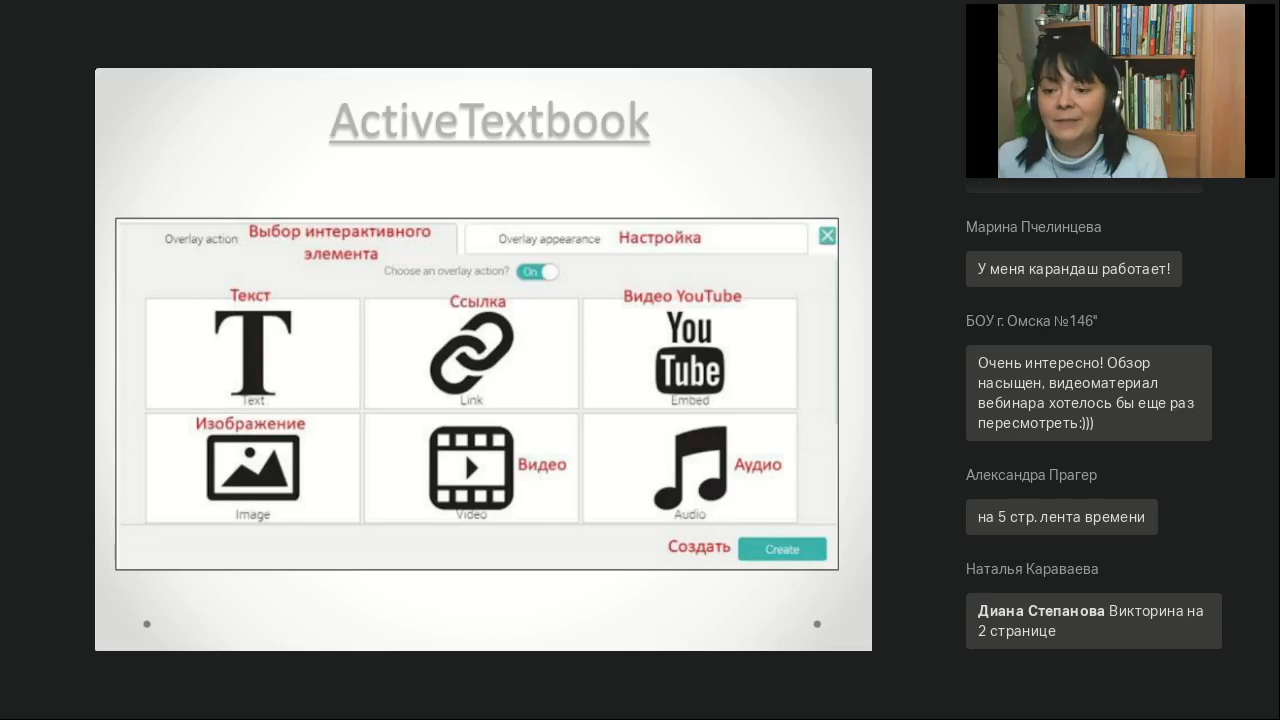 ActiveTextbook
Overlay action
Выбор интерактивного
элемента
Overlay appearance
Настройка
Choose an overlay action?
On
Текст
Text
Ссылка
Link
Видео YouTube
You
Tube
Embed
Изображение
Image
Видео
Video
Аудио
Audio
Создать
Create
Марина Пчелинцева
У меня карандаш работает!
БОУ г. Омска №146"
Очень интересно! Обзор
насыщен, видеоматериал
вебинара хотелось бы еще раз
пересмотреть:)))
Александра Прагер
на 5 стр. лента времени
Наталья Караваева
Диана Степанова Викторина на
2 странице